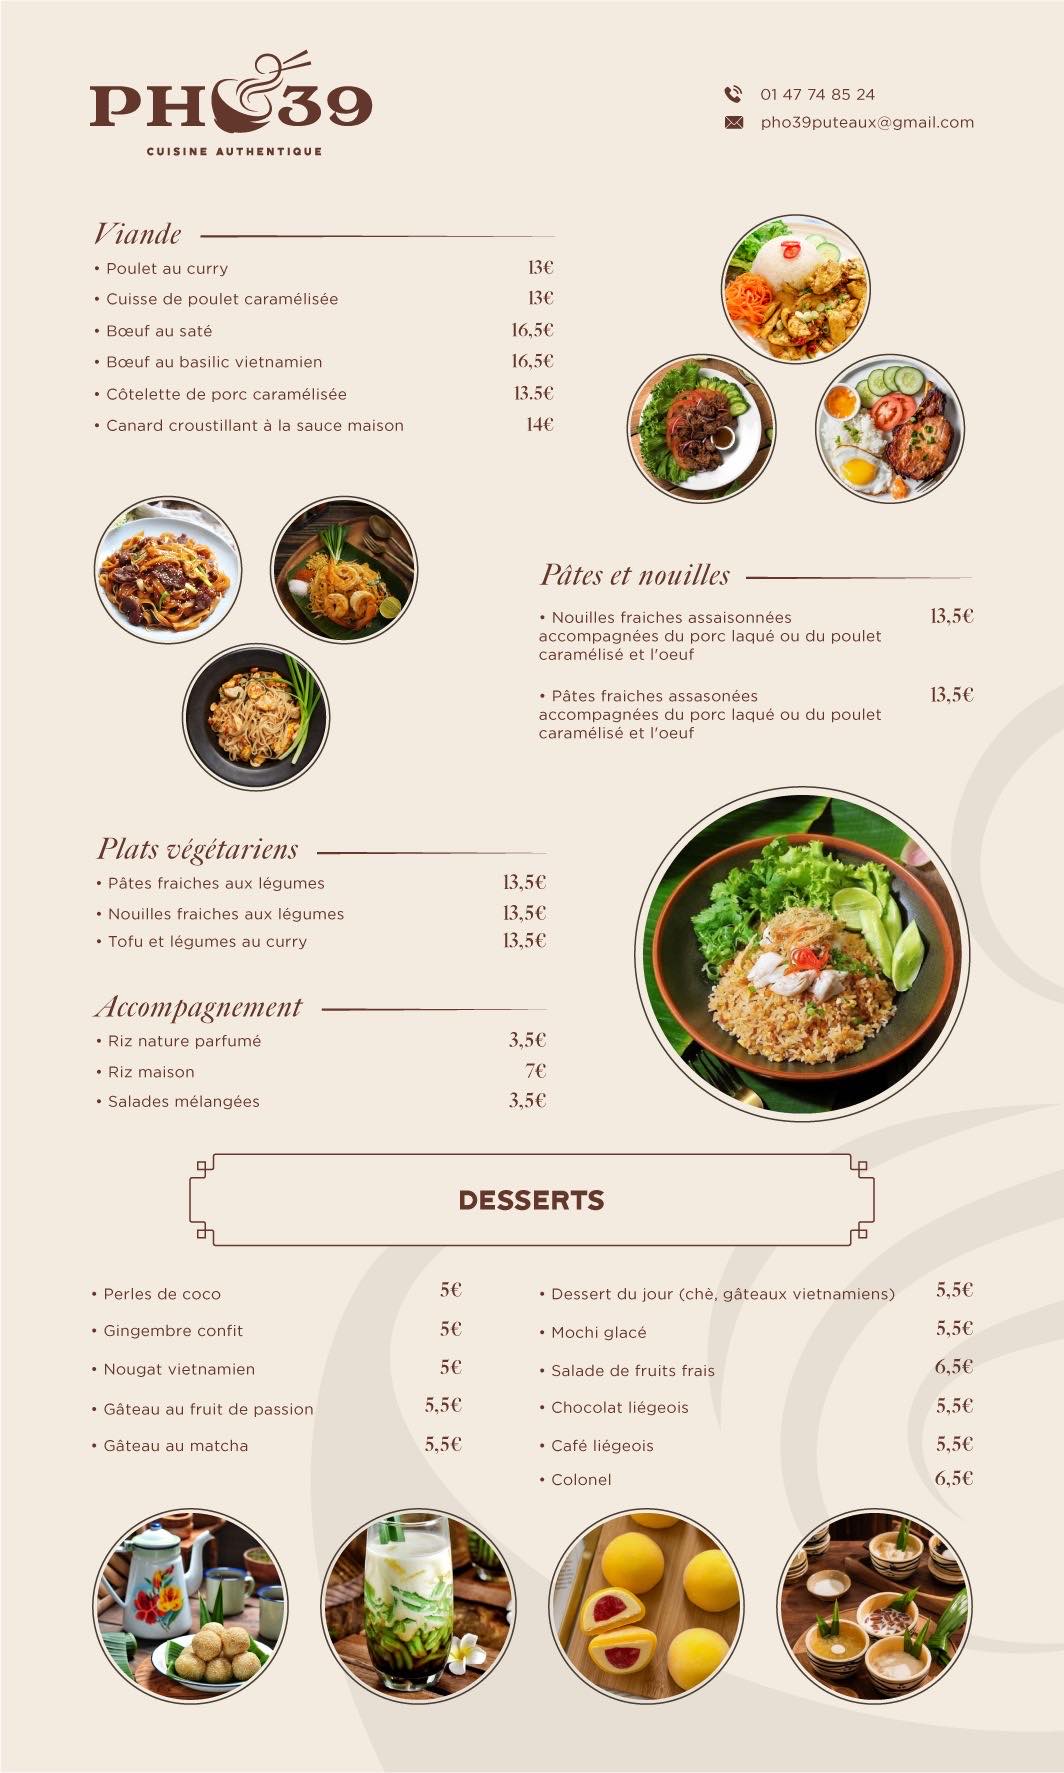 PHO39
CUISINE AUTHENTIQUE
01 47 74 85 24
pho39puteaux@gmail.com
Viande
• Poulet au curry 13€
• Cuisse de poulet caramélisée 13€
• Bœuf au saté 16,5€
• Bœuf au basilic vietnamien 16,5€
• Côtelette de porc caramélisée 13.5€
• Canard croustillant à la sauce maison 14€
Pâtes et nouilles
• Nouilles fraiches assaisonnées 13,5€
accompagnées du porc laqué ou du poulet
caramélisé et l'oeuf
• Pâtes fraiches assasonées 13,5€
accompagnées du porc laqué ou du poulet
caramélisé et l'oeuf
Plats végétariens
• Pâtes fraiches aux légumes 13,5€
• Nouilles fraiches aux légumes 13,5€
• Tofu et légumes au curry 13,5€
Accompagnement
• Riz nature parfumé 3,5€
• Riz maison 7€
• Salades mélangées 3,5€
DESSERTS
• Perles de coco 5€
• Gingembre confit 5€
• Nougat vietnamien 5€
• Gâteau au fruit de passion 5,5€
• Gâteau au matcha 5,5€
• Dessert du jour (chè, gâteaux vietnamiens) 5,5€
• Mochi glacé 5,5€
• Salade de fruits frais 6,5€
• Chocolat liégeois 5,5€
• Café liégeois 5,5€
• Colonel 6,5€